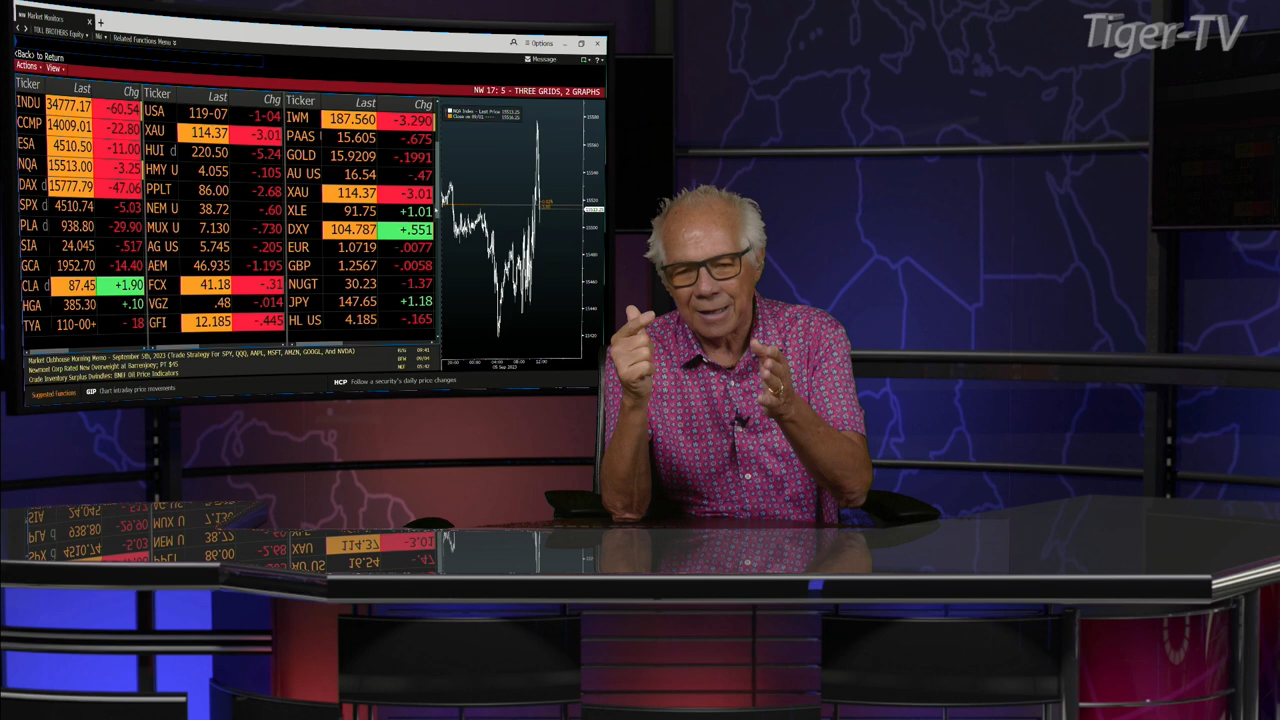 Tiger-TV
Market Monitors
TOLL BROTHERS Equity
Related Functions Menu
Options
<Back> to Return
Message
Actions View
NW 17: 5 - THREE GRIDS, 2 GRAPHS
Ticker Last Chg Ticker Last Chg Ticker Last Chg
INDU 34777.17 -60.54 USA 119-07 -1-04 IWM 187.560 -3.290
CCMP 14009.01 -22.80 XAU 114.37 -3.01 PAAS 15.605 -.675
ESA 4510.50 -11.00 HUI d 220.50 -5.24 GOLD 15.9209 -.1991
NQA 15513.00 -3.25 HMY U 4.055 -.105 AU US 16.54 -.47
DAX d 15777.79 -47.06 PPLT 86.00 -2.68 XAU 114.37 -3.01
SPX d 4510.74 -5.03 NEM U 38.72 -.60 XLE 91.75 +1.01
PLA d 938.80 -29.90 MUX U 7.130 -.730 DXY 104.787 +.551
SIA 24.045 -.517 AG US 5.745 -.205 EUR 1.0719 -.0077
GCA 1952.70 -14.40 AEM 46.935 -1.195 GBP 1.2567 -.0058
CLA d 87.45 +1.90 FCX 41.18 -.31 NUGT 30.23 -1.37
HGA 385.30 +.10 VGZ .48 -.014 JPY 147.65 +1.18
TYA 110-00+ - 18 GFI 12.185 -.445 HL US 4.185 -.165
05 Sep 2023
Market Clubhouse Morning Memo - September 5th, 2023 (Trade Strategy For SPY, QQQ, AAPL, MSFT, AMZN, GOOGL, And NVDA)
Newmont Corp Rated New Overweight at Barrenjoey; PT $45
Crude Inventory Surplus Dwindles: BNEF Oil Price Indicators
Suggested Functions GIP Chart intraday price movements HCP Follow a security's daily price changes